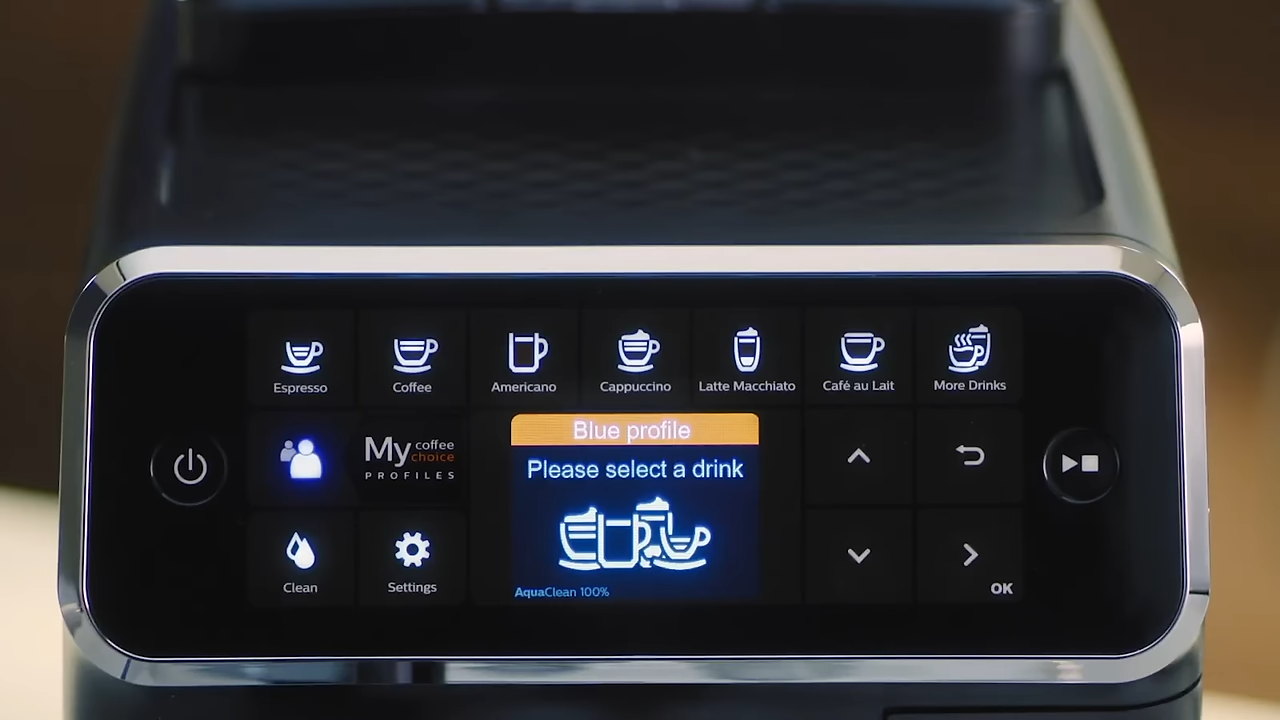 Espresso
Coffee
Americano
Cappuccino
Latte Macchiato
Café au Lait
More Drinks
My coffee choice
PROFILES
Blue profile
Please select a drink
Clean
Settings
AquaClean 100%
OK